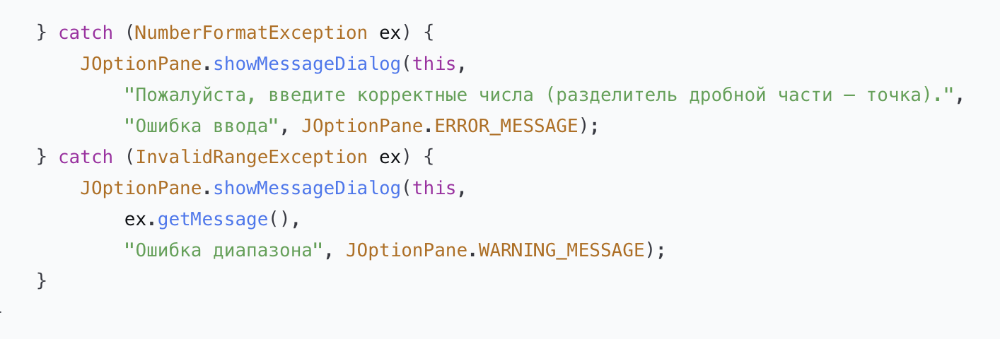 } catch (NumberFormatException ex) {
JOptionPane.showMessageDialog(this,
"Пожалуйста, введите корректные числа (разделитель дробной части — точка).",
"Ошибка ввода", JOptionPane.ERROR_MESSAGE);
} catch (InvalidRangeException ex) {
JOptionPane.showMessageDialog(this,
ex.getMessage(),
"Ошибка диапазона", JOptionPane.WARNING_MESSAGE);
}